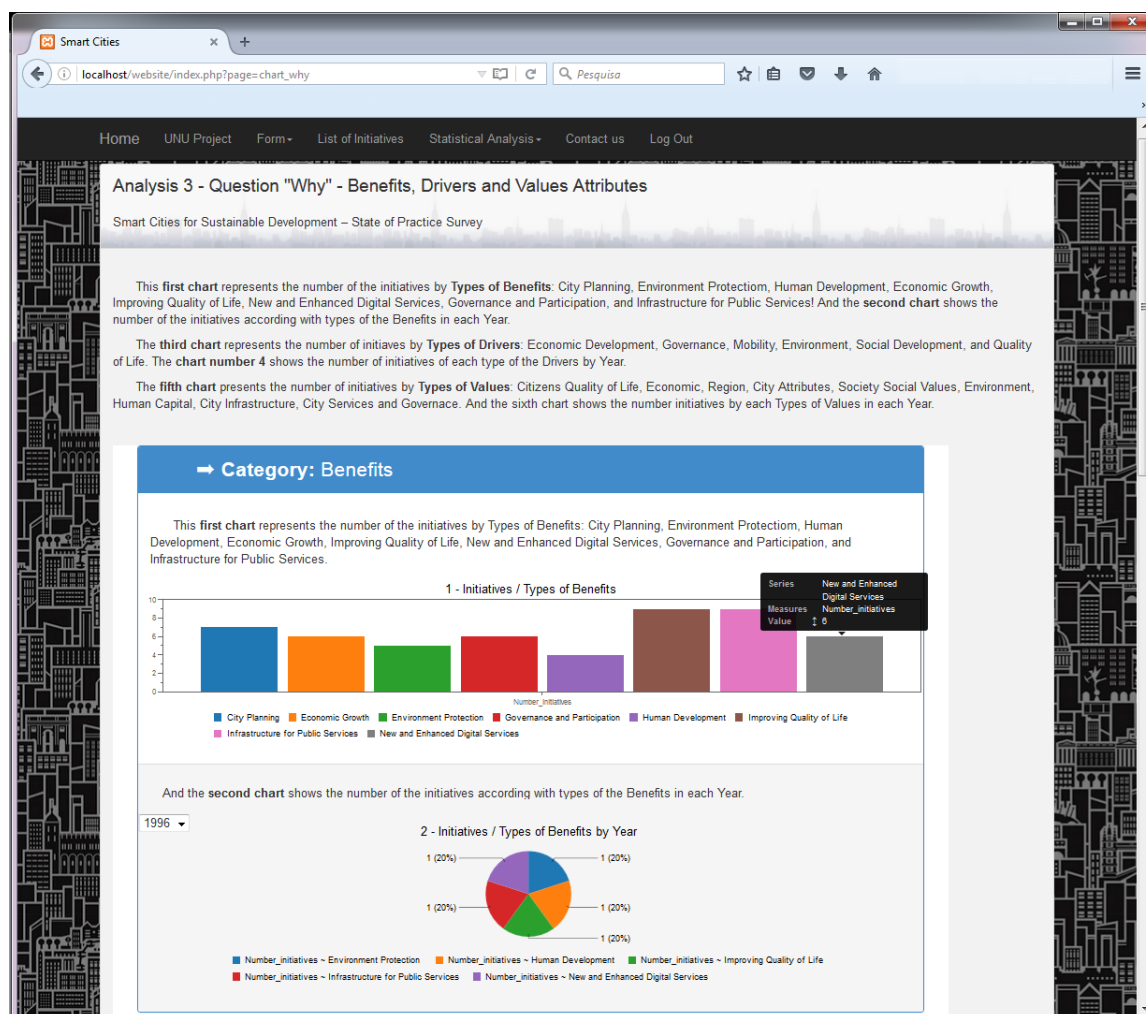 Smart Cities
localhost/website/index.php?page=chart_why
Pesquisa
Home UNU Project Form List of Initiatives Statistical Analysis Contact us Log Out
Analysis 3 - Question "Why" - Benefits, Drivers and Values Attributes
Smart Cities for Sustainable Development – State of Practice Survey
This first chart represents the number of the initiatives by Types of Benefits: City Planning, Environment Protectiom, Human Development, Economic Growth,
Improving Quality of Life, New and Enhanced Digital Services, Governance and Participation, and Infrastructure for Public Services! And the second chart shows the
number of the initiatives according with types of the Benefits in each Year.
The third chart represents the number of initiaves by Types of Drivers: Economic Development, Governance, Mobility, Environment, Social Development, and Quality
of Life. The chart number 4 shows the number of initiatives of each type of the Drivers by Year.
The fifth chart presents the number of initiatives by Types of Values: Citizens Quality of Life, Economic, Region, City Attributes, Society Social Values, Environment,
Human Capital, City Infrastructure, City Services and Governace. And the sixth chart shows the number initiatives by each Types of Values in each Year.
➡ Category: Benefits
This first chart represents the number of the initiatives by Types of Benefits: City Planning, Environment Protectiom, Human
Development, Economic Growth, Improving Quality of Life, New and Enhanced Digital Services, Governance and Participation, and
Infrastructure for Public Services.
1 - Initiatives / Types of Benefits
Series New and Enhanced
Digital Services
Measures Number_initiatives
Value ↕ 6
10
8
6
4
2
0
Number_initiatives
City Planning Economic Growth Environment Protection Governance and Participation Human Development Improving Quality of Life
Infrastructure for Public Services New and Enhanced Digital Services
And the second chart shows the number of the initiatives according with types of the Benefits in each Year.
1996
2 - Initiatives / Types of Benefits by Year
1 (20%) 1 (20%)
1 (20%) 1 (20%)
1 (20%)
Number_initiatives ~ Environment Protection Number_initiatives ~ Human Development Number_initiatives ~ Improving Quality of Life
Number_initiatives ~ Infrastructure for Public Services Number_initiatives ~ New and Enhanced Digital Services